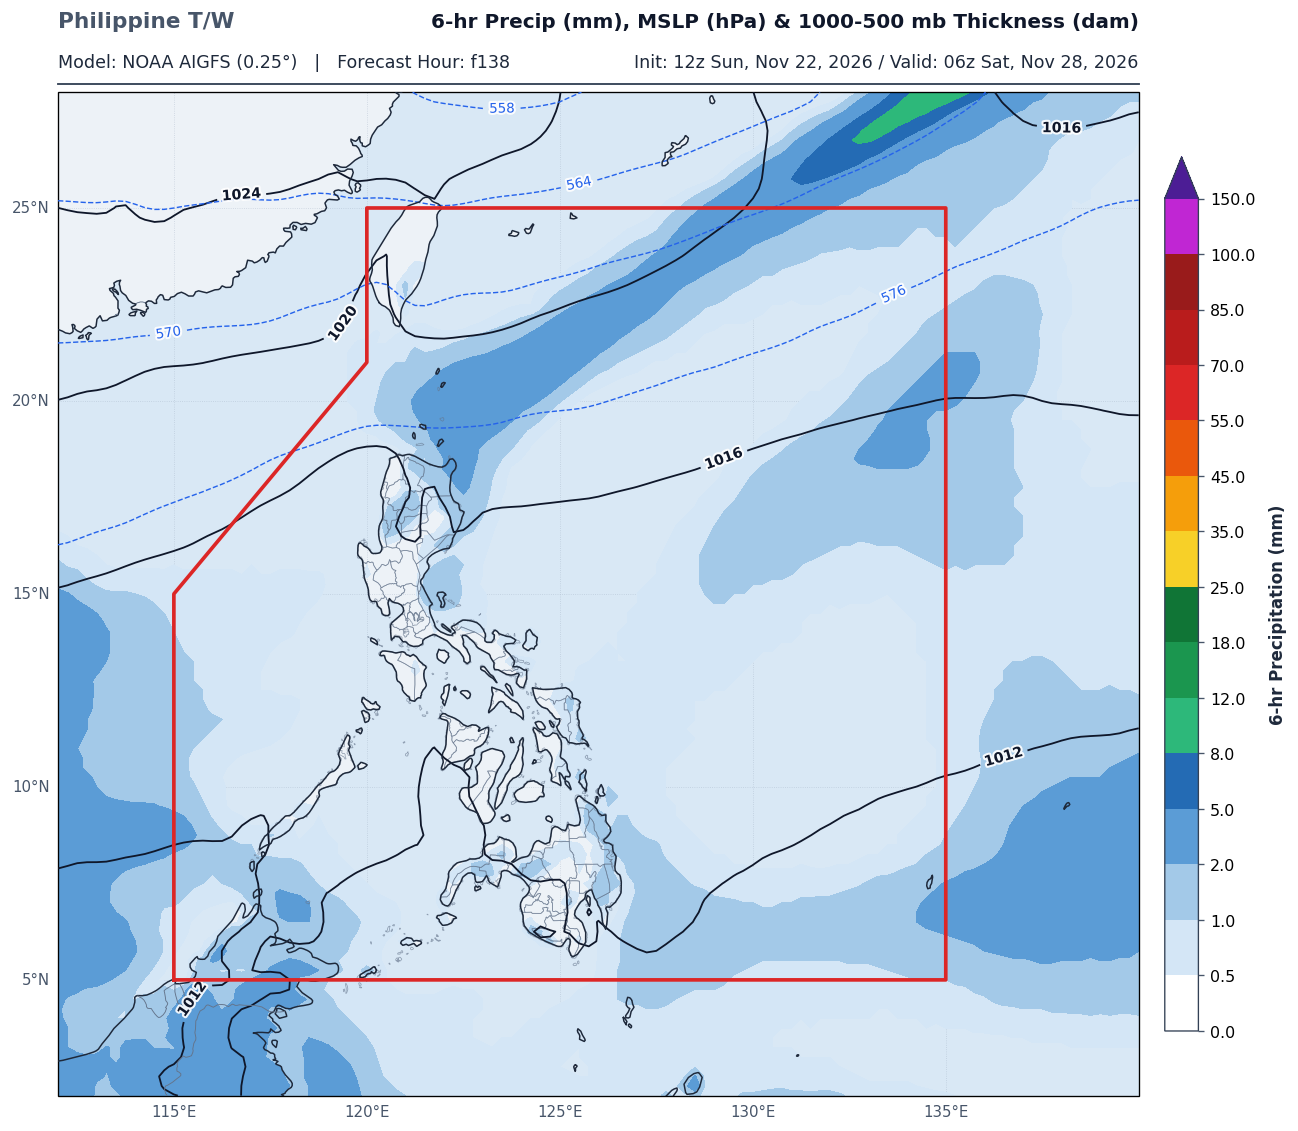 Philippine T/W
6-hr Precip (mm), MSLP (hPa) & 1000-500 mb Thickness (dam)
Model: NOAA AIGFS (0.25°) | Forecast Hour: f138
Init: 12z Sun, Nov 22, 2026 / Valid: 06z Sat, Nov 28, 2026
558
1016
564
1024
576
1020
570
1016
1012
1012
25°N
20°N
15°N
10°N
5°N
115°E
120°E
125°E
130°E
135°E
150.0
100.0
85.0
70.0
55.0
45.0
35.0
25.0
18.0
12.0
8.0
5.0
2.0
1.0
0.5
0.0
6-hr Precipitation (mm)